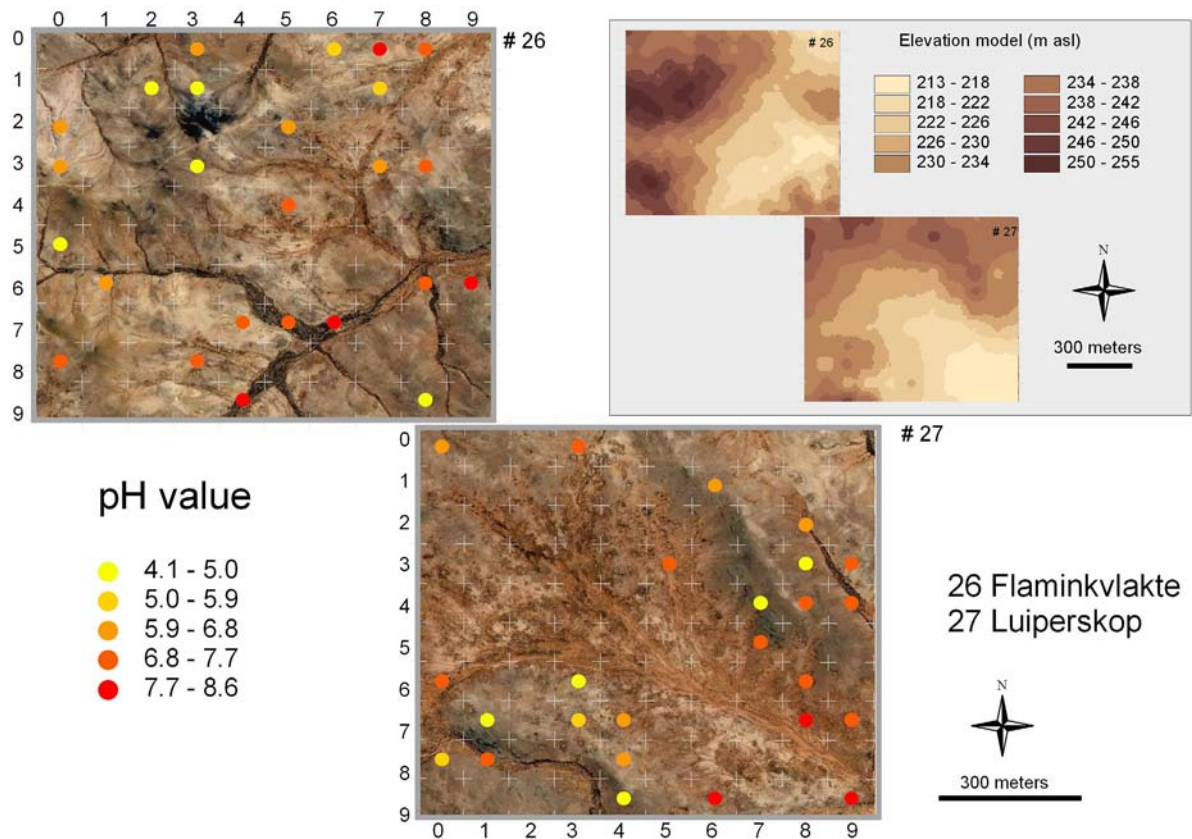 0 1 2 3 4 5 6 7 8 9
# 26
0
1
2
3
4
5
6
7
8
9
Elevation model (m asl)
# 26
213 - 218
218 - 222
222 - 226
226 - 230
230 - 234
234 - 238
238 - 242
242 - 246
246 - 250
250 - 255
# 27
N
300 meters
# 27
0
1
2
3
4
5
6
7
8
9
0 1 2 3 4 5 6 7 8 9
pH value
4.1 - 5.0
5.0 - 5.9
5.9 - 6.8
6.8 - 7.7
7.7 - 8.6
26 Flaminkvlakte
27 Luiperskop
N
300 meters